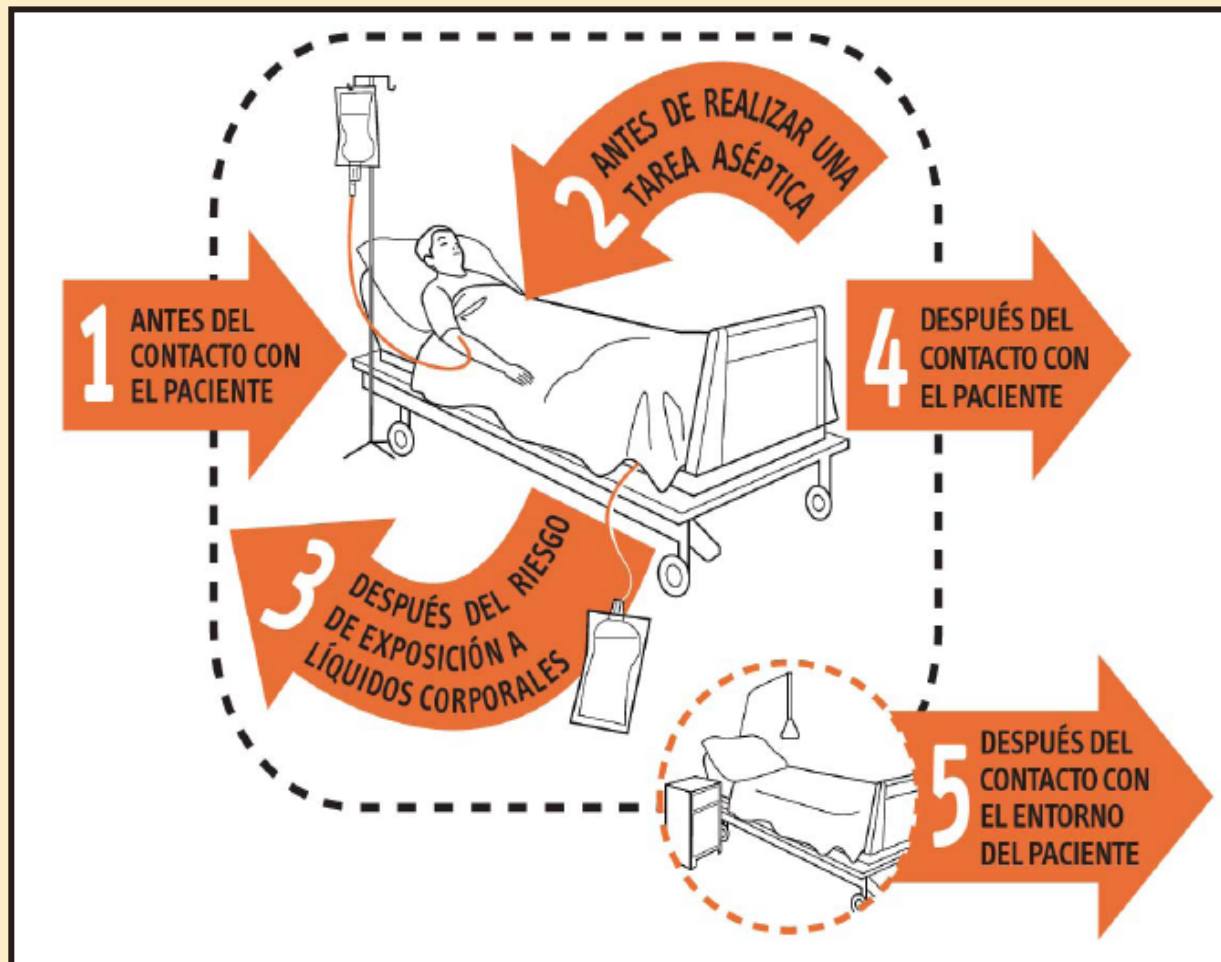 1 ANTES DEL
CONTACTO CON
EL PACIENTE
2 ANTES DE REALIZAR UNA
TAREA ASÉPTICA
3 DESPUÉS DEL RIESGO
DE EXPOSICIÓN A
LÍQUIDOS CORPORALES
4 DESPUÉS DEL
CONTACTO CON
EL PACIENTE
5 DESPUÉS DEL
CONTACTO CON
EL ENTORNO
DEL PACIENTE